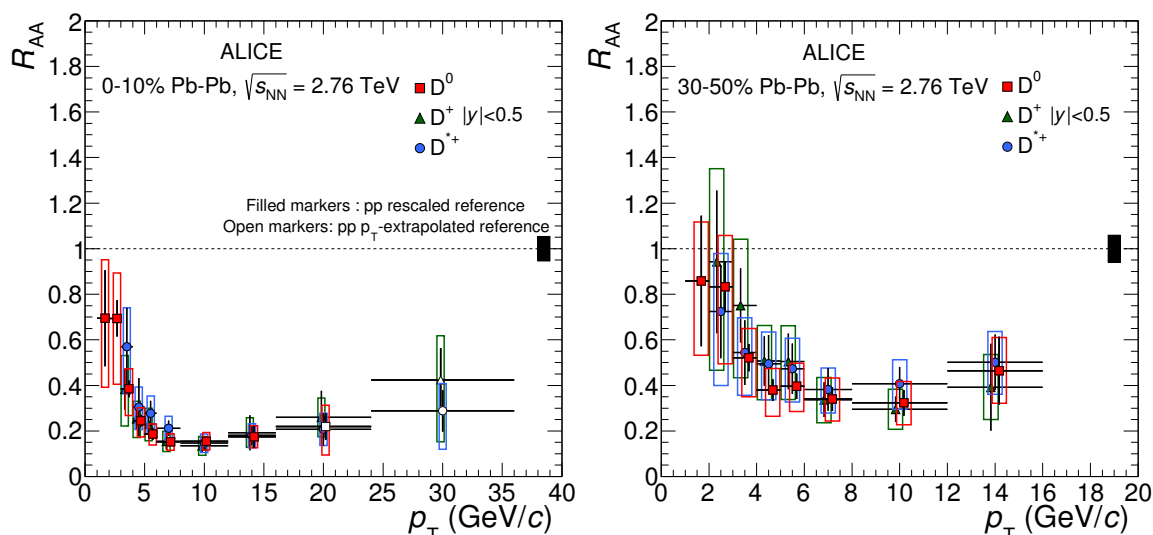 R_AA
2
1.8
1.6
1.4
1.2
1
0.8
0.6
0.4
0.2
0
ALICE
0-10% Pb-Pb, √s_NN = 2.76 TeV
D^0
D^+ |y|<0.5
D^*+
Filled markers : pp rescaled reference
Open markers: pp p_T-extrapolated reference
0 5 10 15 20 25 30 35 40
p_T (GeV/c)
R_AA
2
1.8
1.6
1.4
1.2
1
0.8
0.6
0.4
0.2
0
ALICE
30-50% Pb-Pb, √s_NN = 2.76 TeV
D^0
D^+ |y|<0.5
D^*+
0 2 4 6 8 10 12 14 16 18 20
p_T (GeV/c)